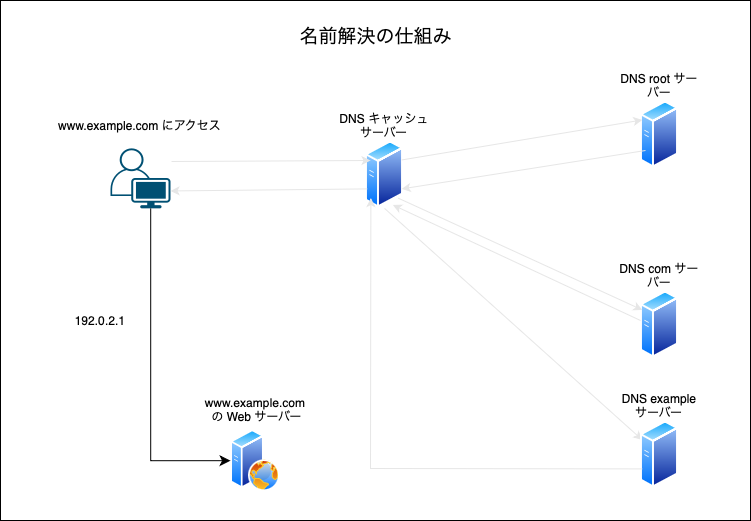 名前解決の仕組み
DNS root サー
バー
DNS キャッシュ
サーバー
www.example.com にアクセス
DNS com サー
バー
192.0.2.1
www.example.com
の Web サーバー
DNS example
サーバー